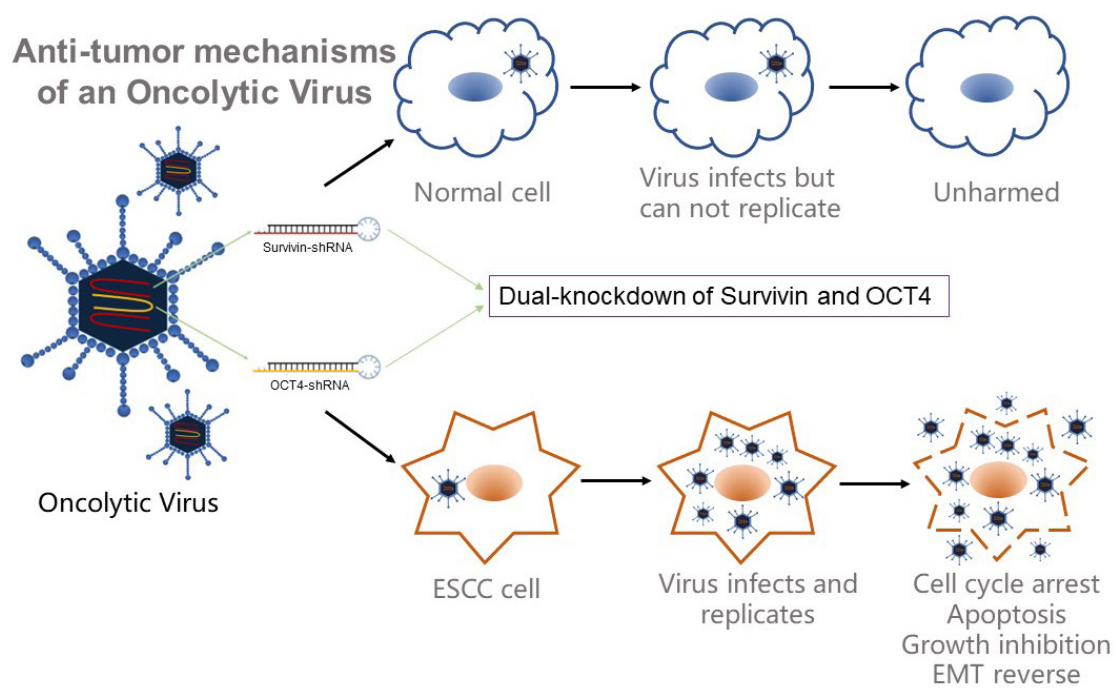 Anti-tumor mechanisms
of an Oncolytic Virus
Normal cell
Virus infects but
can not replicate
Unharmed
Survivin-shRNA
Dual-knockdown of Survivin and OCT4
OCT4-shRNA
Oncolytic Virus
ESCC cell
Virus infects and
replicates
Cell cycle arrest
Apoptosis
Growth inhibition
EMT reverse